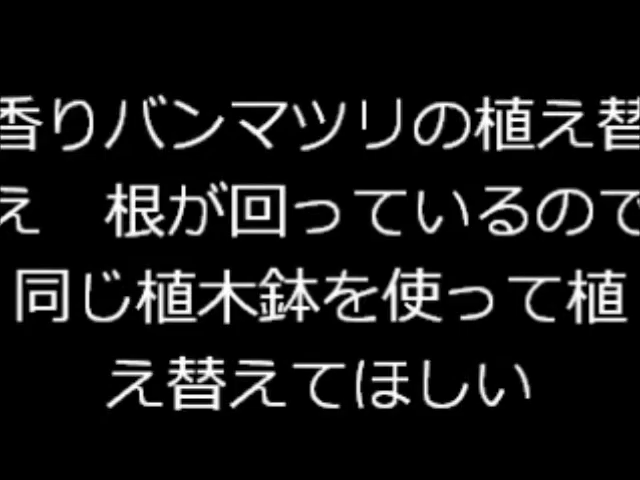 香りバンマツリの植え替
え　根が回っているので
同じ植木鉢を使って植
え替えてほしい